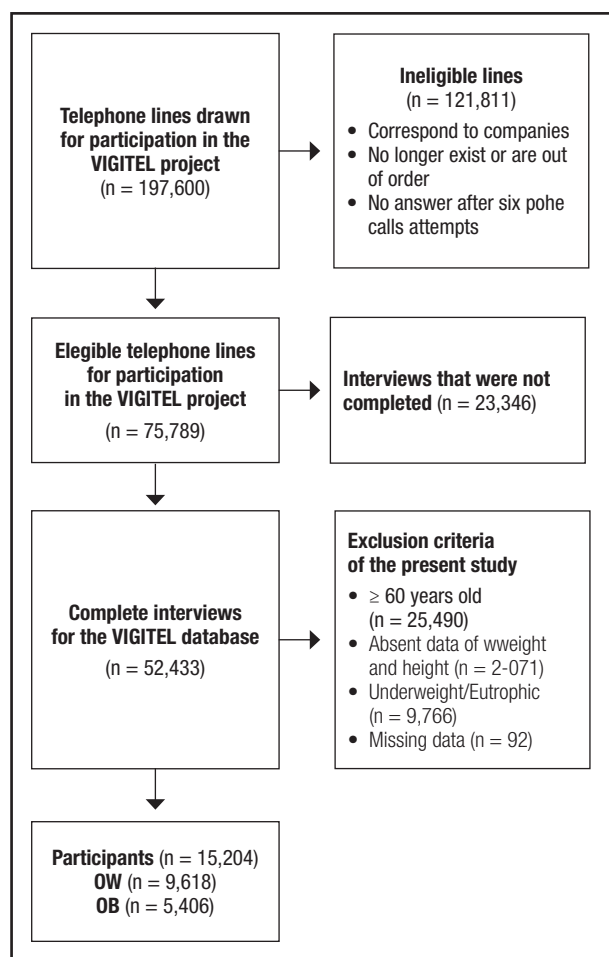 Telephone lines drawn
for participation in the
VIGITEL project
(n = 197,600)
Ineligible lines
(n = 121,811)
• Correspond to companies
• No longer exist or are out
of order
• No answer after six pohe
calls attempts
Elegible telephone lines
for participation
in the VIGITEL project
(n = 75,789)
Interviews that were not
completed (n = 23,346)
Complete interviews
for the VIGITEL database
(n = 52,433)
Exclusion criteria
of the present study
• ≥ 60 years old
(n = 25,490)
• Absent data of wweight
and height (n = 2-071)
• Underweight/Eutrophic
(n = 9,766)
• Missing data (n = 92)
Participants (n = 15,204)
OW (n = 9,618)
OB (n = 5,406)